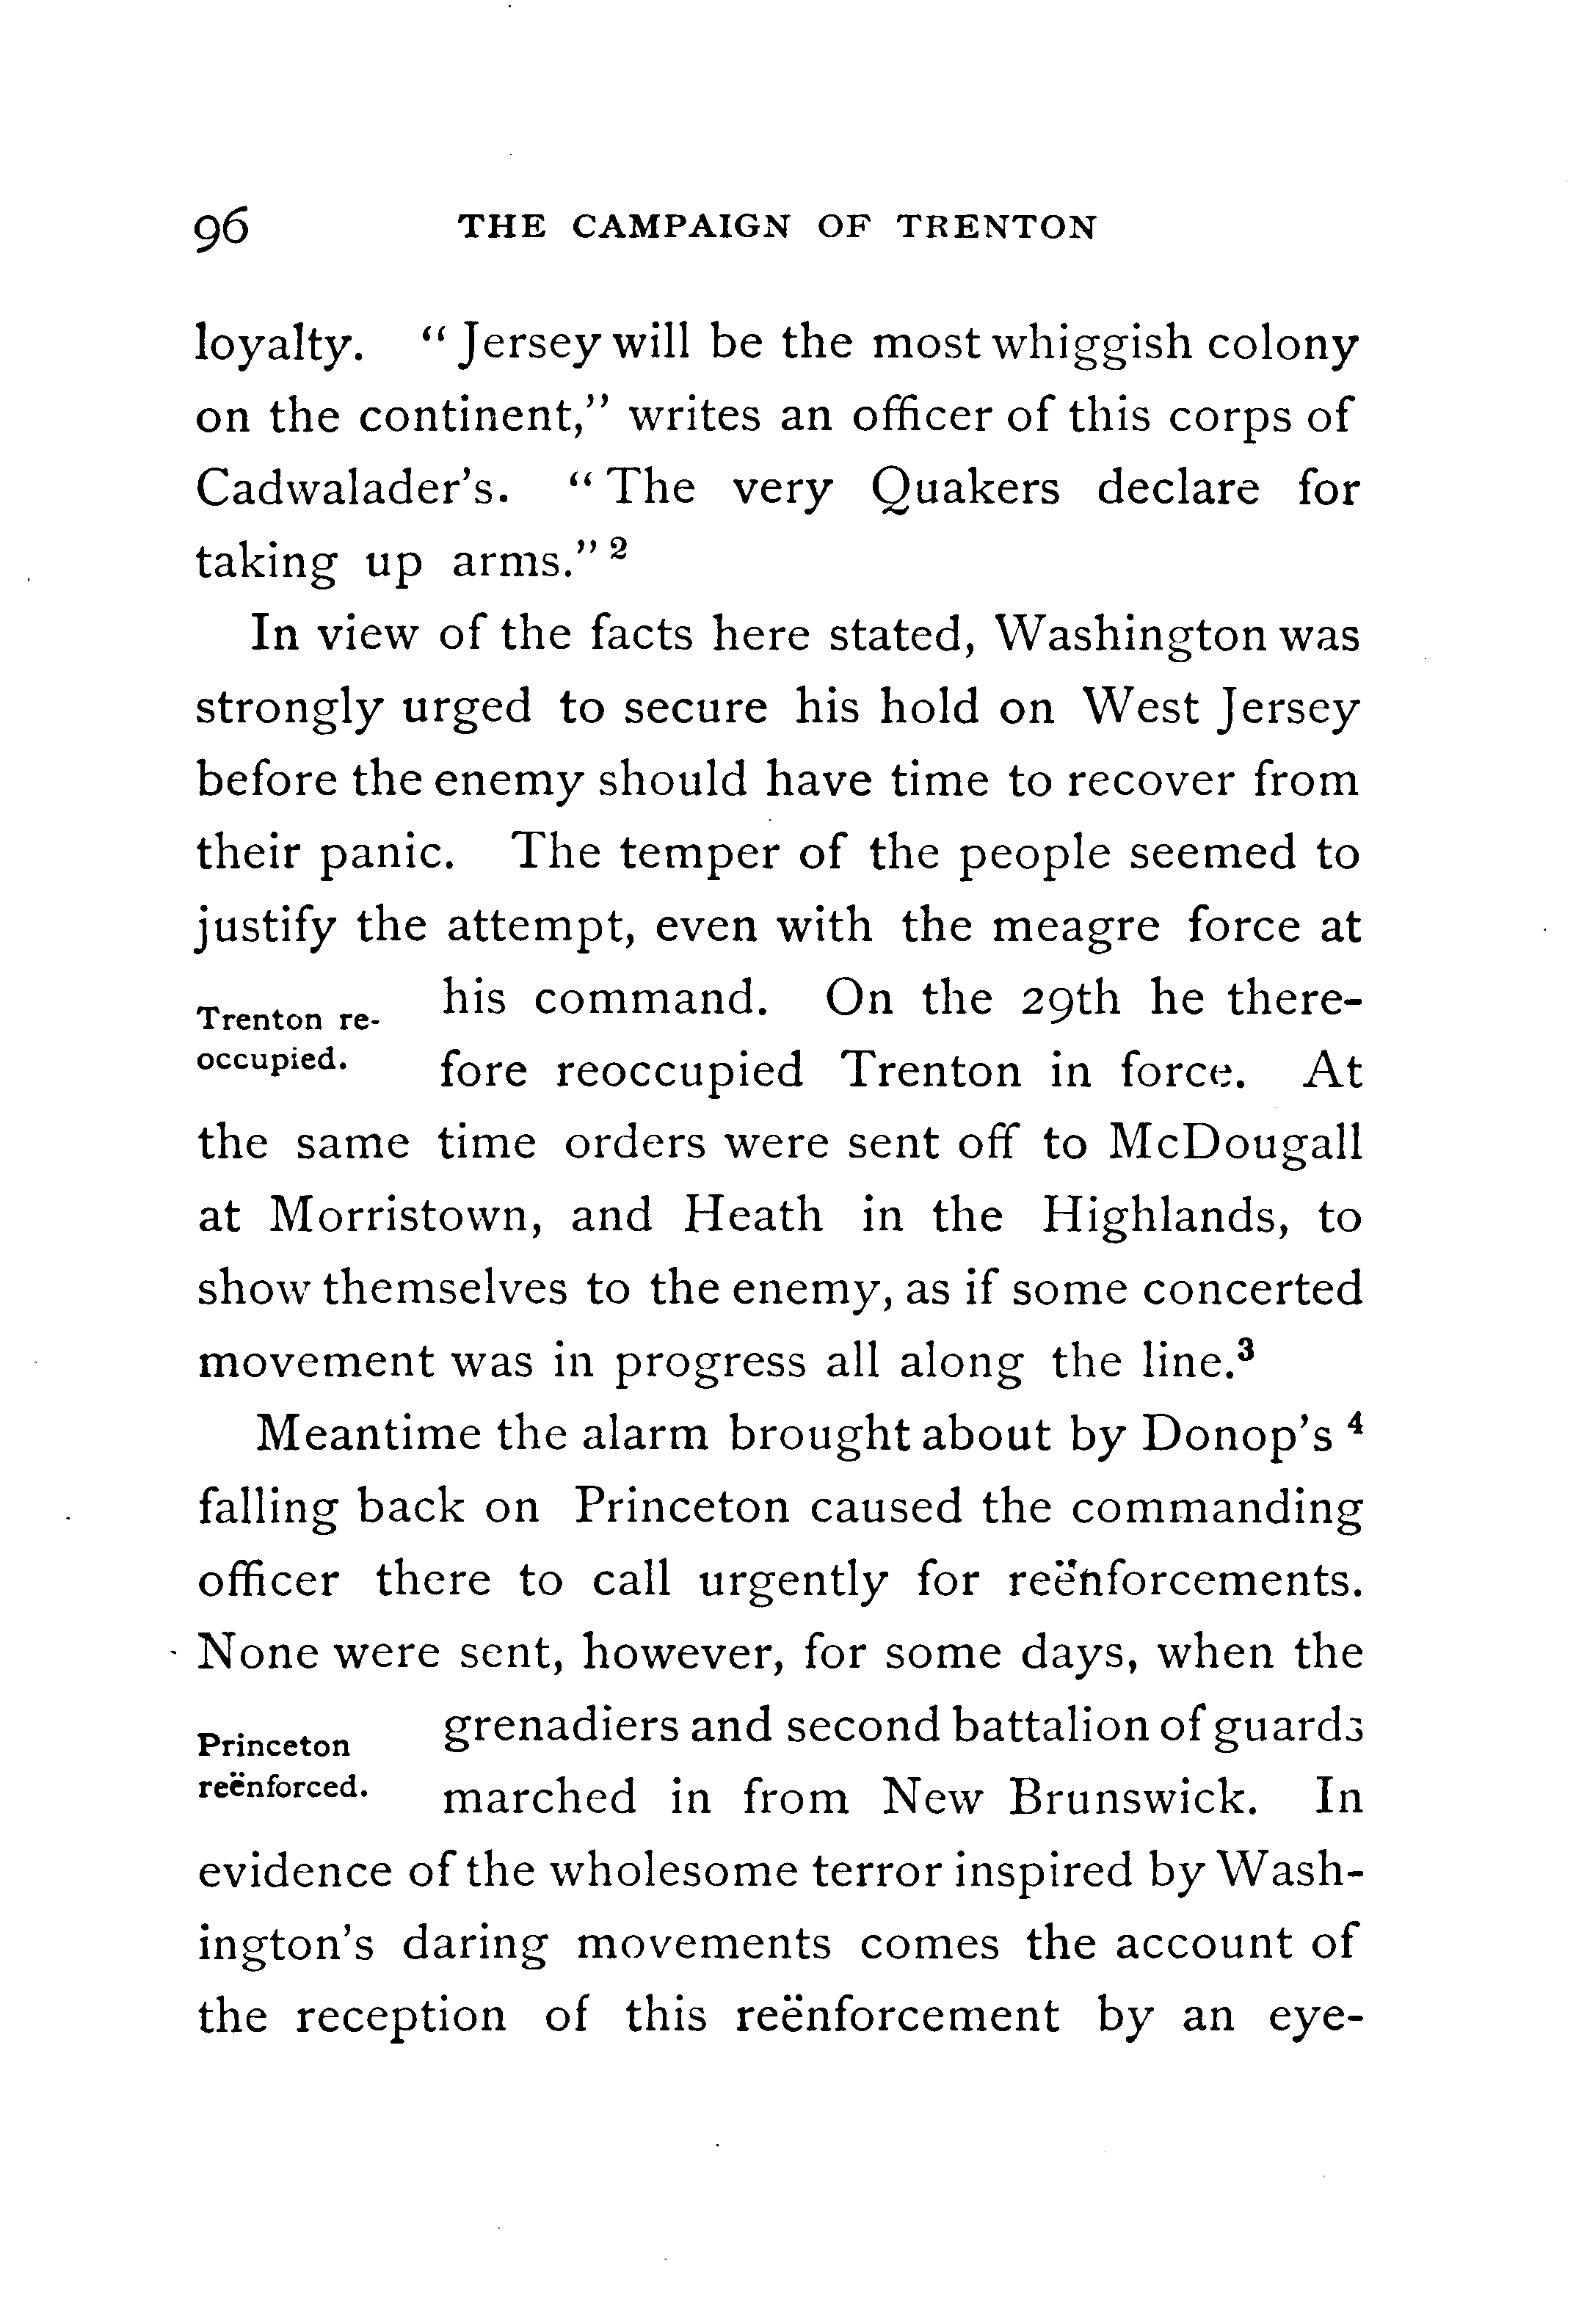 96 THE CAMPAIGN OF TRENTON
loyalty. “Jersey will be the most whiggish colony
on the continent,” writes an officer of this corps of
Cadwalader's. “The very Quakers declare for
taking up arms.” ²
In view of the facts here stated, Washington was
strongly urged to secure his hold on West Jersey
before the enemy should have time to recover from
their panic. The temper of the people seemed to
justify the attempt, even with the meagre force at
Trenton re-
occupied.
his command. On the 29th he there-
fore reoccupied Trenton in force. At
the same time orders were sent off to McDougall
at Morristown, and Heath in the Highlands, to
show themselves to the enemy, as if some concerted
movement was in progress all along the line.³
Meantime the alarm brought about by Donop's ⁴
falling back on Princeton caused the commanding
officer there to call urgently for reënforcements.
None were sent, however, for some days, when the
Princeton
reënforced.
grenadiers and second battalion of guards
marched in from New Brunswick. In
evidence of the wholesome terror inspired by Wash-
ington's daring movements comes the account of
the reception of this reënforcement by an eye-